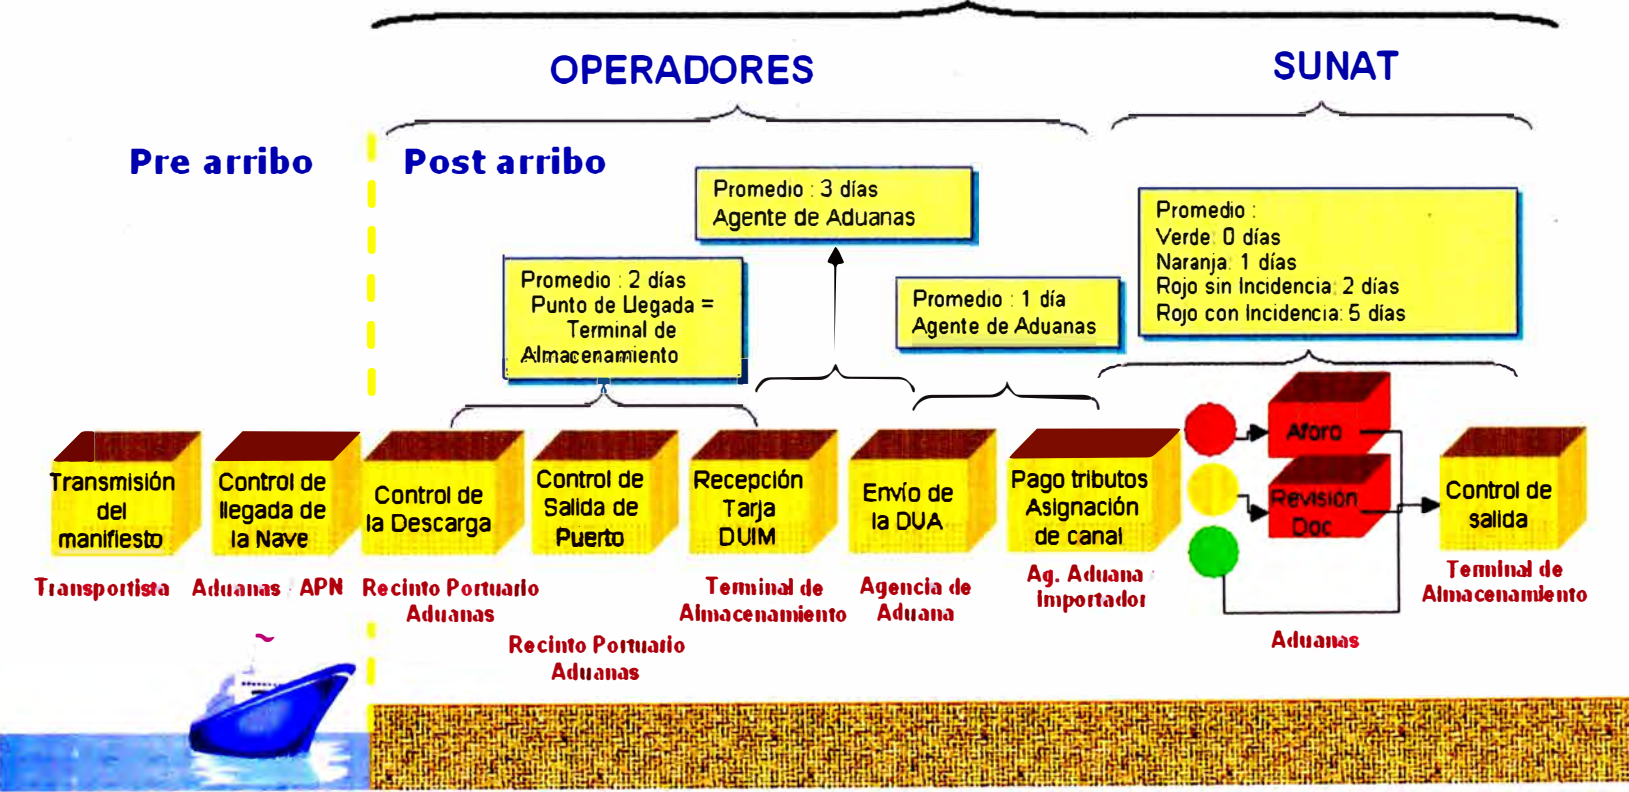 OPERADORES
SUNAT
Pre arribo
Post arribo
Promedio : 3 días
Agente de Aduanas
Promedio : 2 días
Punto de Llegada =
Terminal de
Almacenamiento
Promedio : 1 día
Agente de Aduanas
Promedio :
Verde: 0 días
Naranja: 1 días
Rojo sin Incidencia: 2 días
Rojo con Incidencia: 5 días
Transmisión
del
manifiesto
Transportista
Control de
llegada de
la Nave
Aduanas APN
Control de
la Descarga
Recinto Portuario
Aduanas
Control de
Salida de
Puerto
Recinto Portuario
Aduanas
Recepción
Tarja
DUIM
Terminal de
Almacenamiento
Envío de
la DUA
Agencia de
Aduana
Pago tributos
Asignación
de canal
Ag. Aduana
Importador
Aforo
Revisión
Doc
Aduanas
Control de
salida
Terminal de
Almacenamiento